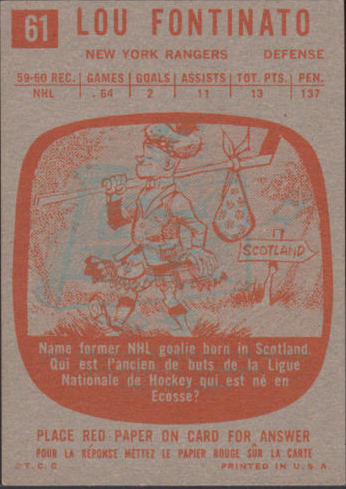 61 LOU FONTINATO
NEW YORK RANGERS DEFENSE
59-60 REC. GAMES GOALS ASSISTS TOT. PTS. PEN.
NHL 64 2 11 13 137
SCOTLAND
Name former NHL goalie born in Scotland.
Qui est l'ancien de buts de la Ligue
Nationale de Hockey qui est né en
Ecosse?
PLACE RED PAPER ON CARD FOR ANSWER
POUR LA RÉPONSE METTEZ LE PAPIER ROUGE SÛR LA CARTE
© T. C. G. PRINTED IN U. S. A.